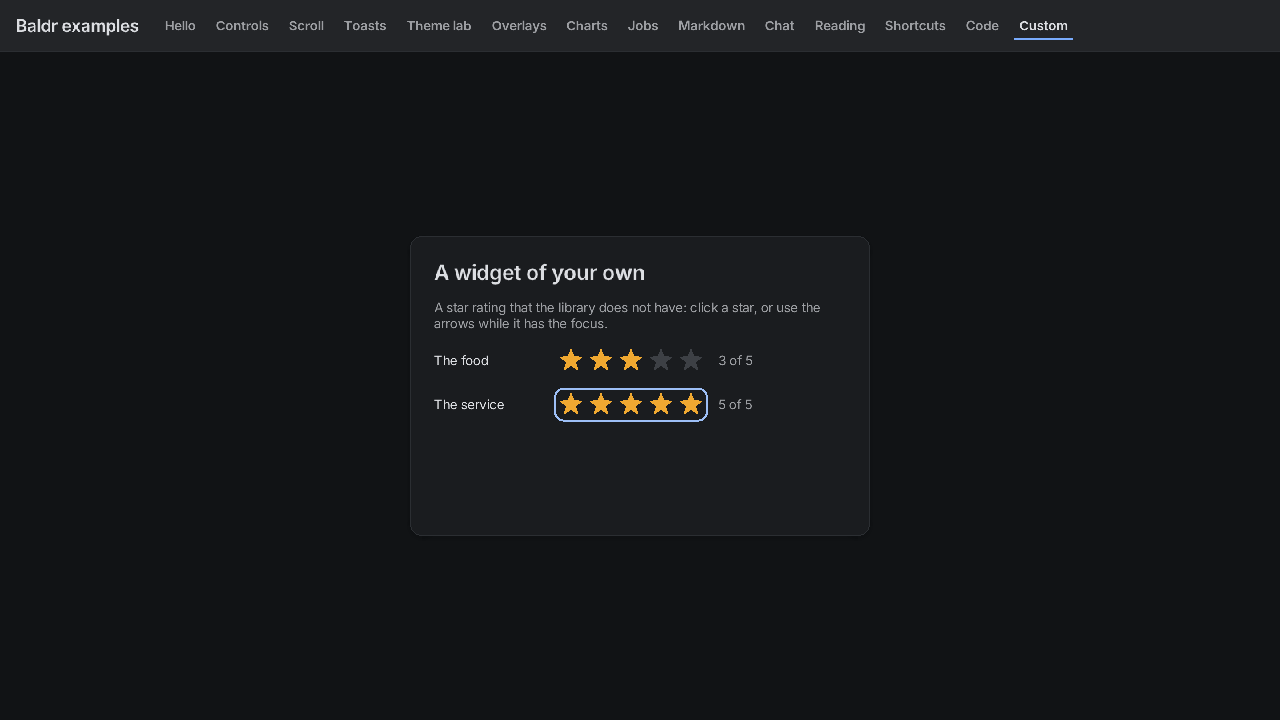 Baldr examples Hello Controls Scroll Toasts Theme lab Overlays Charts Jobs Markdown Chat Reading Shortcuts Code Custom
A widget of your own
A star rating that the library does not have: click a star, or use the
arrows while it has the focus.
The food 3 of 5
The service 5 of 5